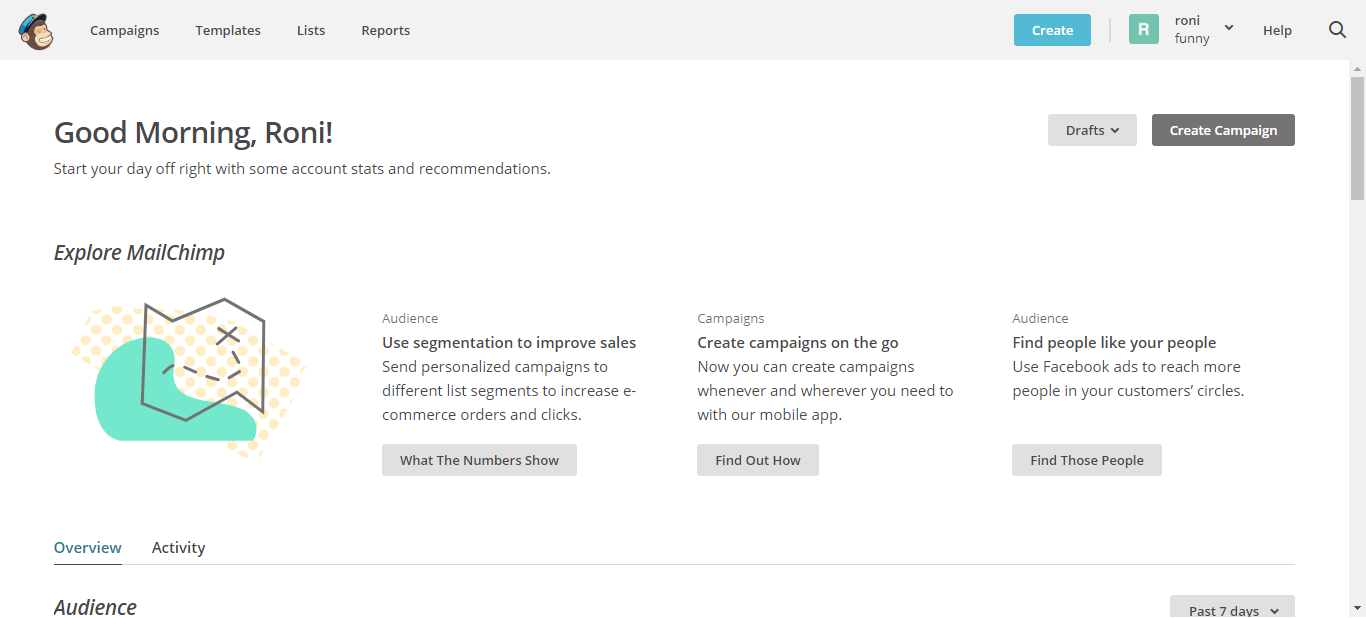 Campaigns Templates Lists Reports Create R roni funny Help
Good Morning, Roni!
Drafts Create Campaign
Start your day off right with some account stats and recommendations.
Explore MailChimp
Audience
Use segmentation to improve sales
Send personalized campaigns to
different list segments to increase e-
commerce orders and clicks.
What The Numbers Show
Campaigns
Create campaigns on the go
Now you can create campaigns
whenever and wherever you need to
with our mobile app.
Find Out How
Audience
Find people like your people
Use Facebook ads to reach more
people in your customers’ circles.
Find Those People
Overview Activity
Audience
Past 7 days